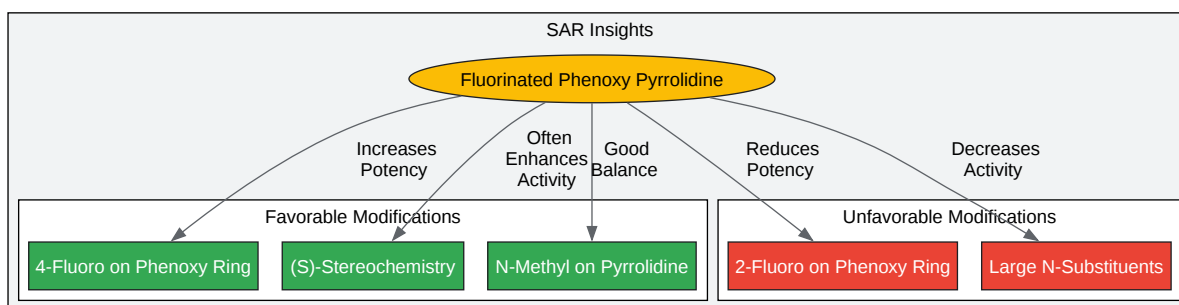 SAR Insights
Fluorinated Phenoxy Pyrrolidine
Increases
Potency
Often
Enhances
Activity
Good
Balance
Reduces
Potency
Decreases
Activity
Favorable Modifications
4-Fluoro on Phenoxy Ring
(S)-Stereochemistry
N-Methyl on Pyrrolidine
Unfavorable Modifications
2-Fluoro on Phenoxy Ring
Large N-Substituents